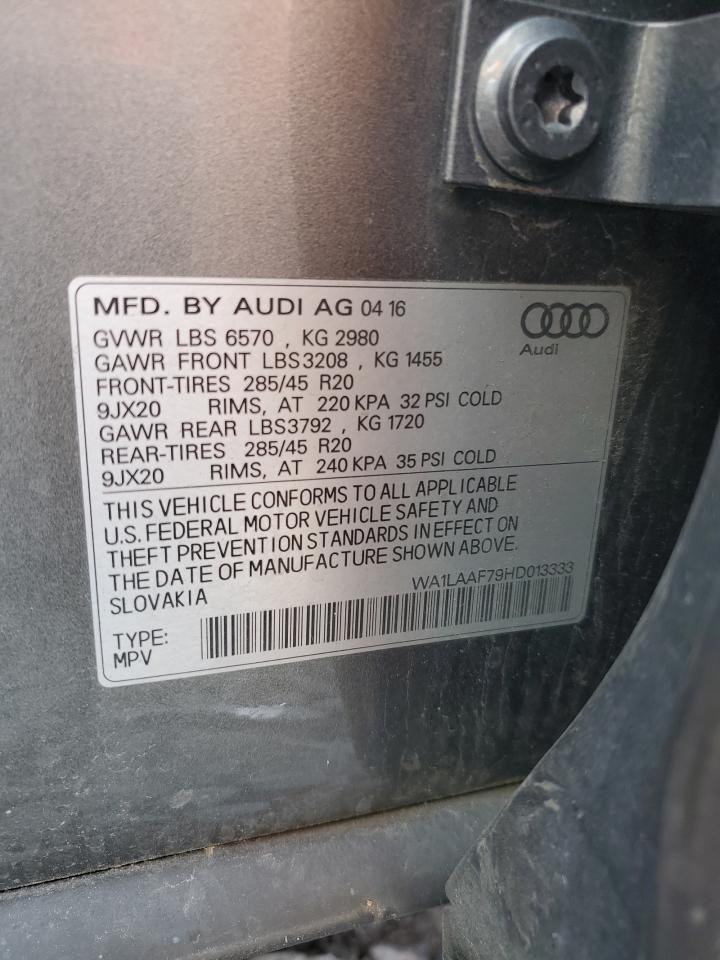 MFD. BY AUDI AG 04 16
Audi
GVWR LBS 6570 , KG 2980
GAWR FRONT LBS3208 , KG 1455
FRONT-TIRES 285/45 R20
9JX20 RIMS, AT 220 KPA 32 PSI COLD
GAWR REAR LBS3792 , KG 1720
REAR-TIRES 285/45 R20
9JX20 RIMS, AT 240 KPA 35 PSI COLD
THIS VEHICLE CONFORMS TO ALL APPLICABLE
U.S. FEDERAL MOTOR VEHICLE SAFETY AND
THEFT PREVENTION STANDARDS IN EFFECT ON
THE DATE OF MANUFACTURE SHOWN ABOVE.
SLOVAKIA WA1LAAF79HD013333
TYPE:
MPV